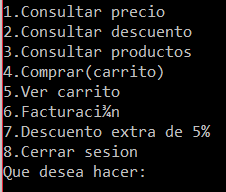 1.Consultar precio
2.Consultar descuento
3.Consultar productos
4.Comprar(carrito)
5.Ver carrito
6.Facturaci¾n
7.Descuento extra de 5%
8.Cerrar sesion
Que desea hacer: